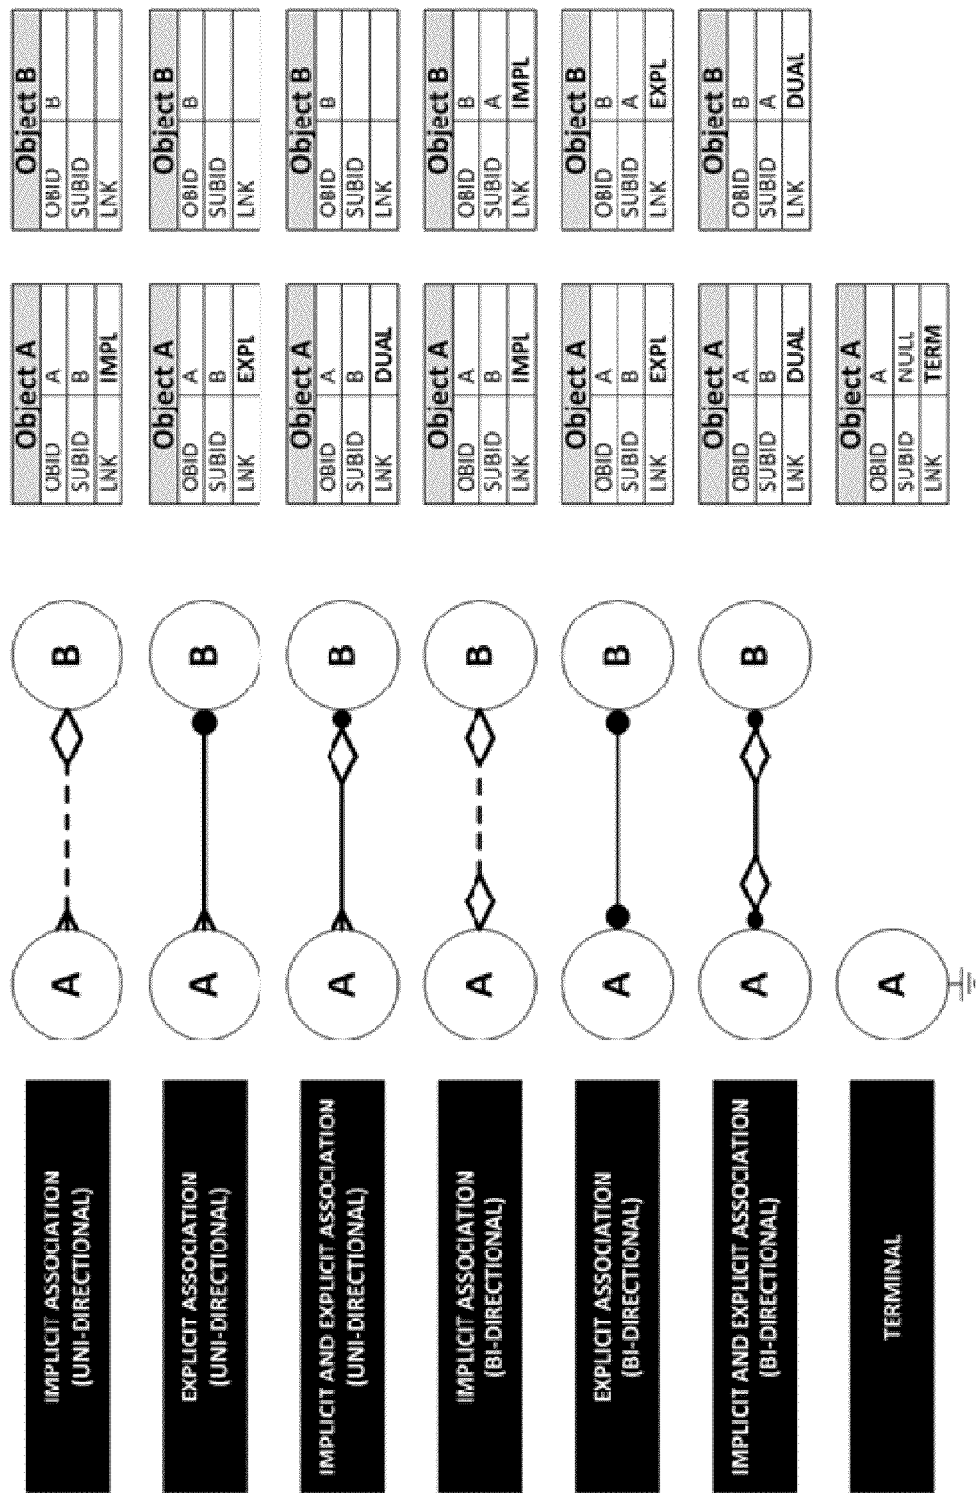 IMPLICIT ASSOCIATION
(UNI-DIRECTIONAL)
A
B
Object A
OBID A
SUBID B
LNK IMPL
Object B
OBID B
SUBID
LNK
EXPLICIT ASSOCIATION
(UNI-DIRECTIONAL)
A
B
Object A
OBID A
SUBID B
LNK EXPL
Object B
OBID B
SUBID
LNK
IMPLICIT AND EXPLICIT ASSOCIATION
(UNI-DIRECTIONAL)
A
B
Object A
OBID A
SUBID B
LNK DUAL
Object B
OBID B
SUBID
LNK
IMPLICIT ASSOCIATION
(BI-DIRECTIONAL)
A
B
Object A
OBID A
SUBID B
LNK IMPL
Object B
OBID B
SUBID A
LNK IMPL
EXPLICIT ASSOCIATION
(BI-DIRECTIONAL)
A
B
Object A
OBID A
SUBID B
LNK EXPL
Object B
OBID B
SUBID A
LNK EXPL
IMPLICIT AND EXPLICIT ASSOCIATION
(BI-DIRECTIONAL)
A
B
Object A
OBID A
SUBID B
LNK DUAL
Object B
OBID B
SUBID A
LNK DUAL
TERMINAL
A
Object A
OBID A
SUBID NULL
LNK TERM